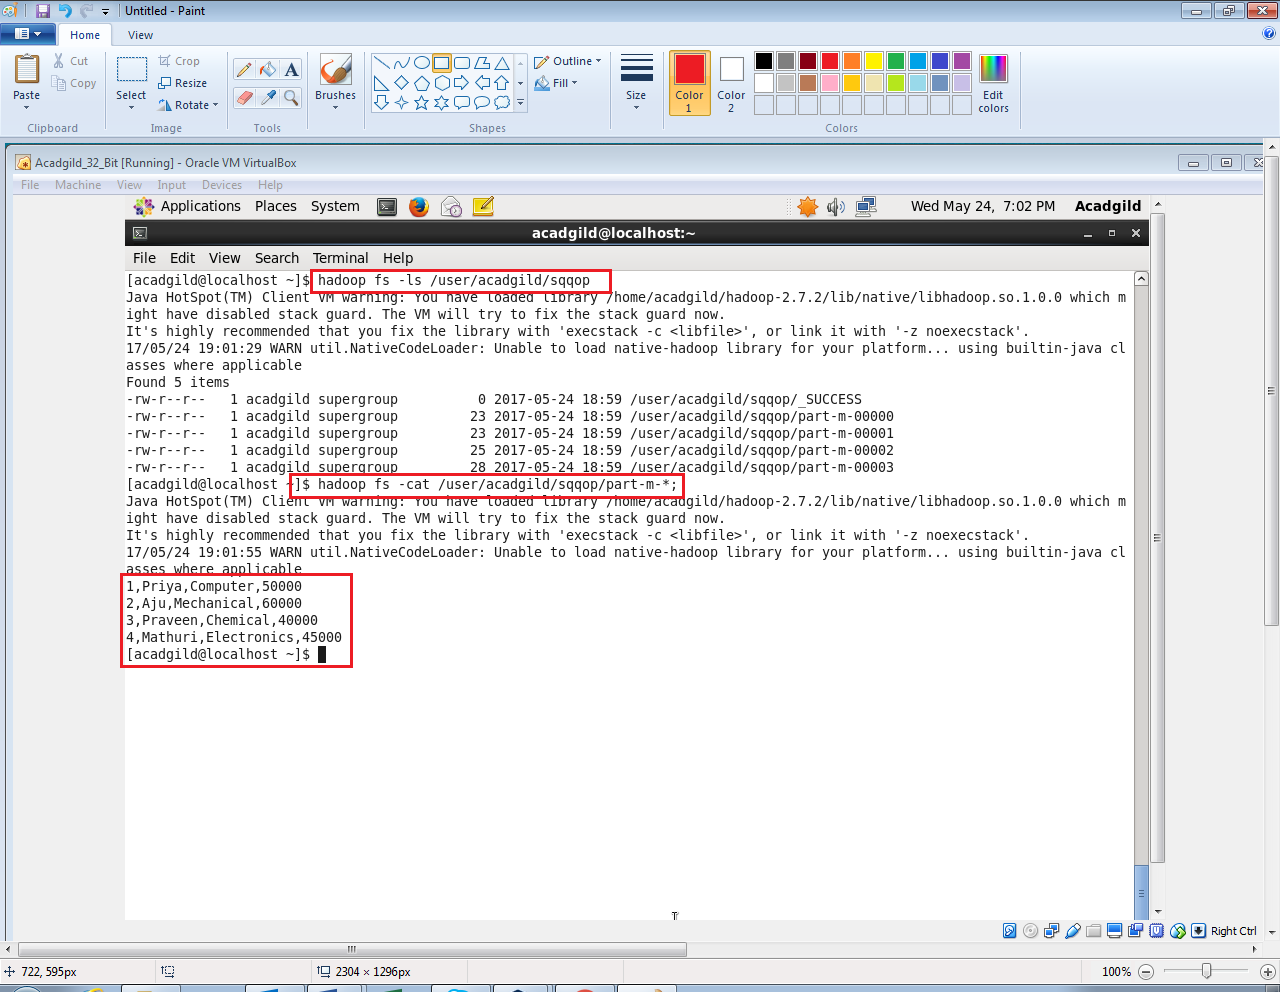 Untitled - Paint
Home
View
Paste
Cut
Copy
Clipboard
Select
Crop
Resize
Rotate
Image
Tools
Brushes
Outline
Fill
Shapes
Size
Color 1
Color 2
Edit colors
Colors
Acadgild_32_Bit [Running] - Oracle VM VirtualBox
File Machine View Input Devices Help
Applications Places System Wed May 24, 7:02 PM Acadgild
acadgild@localhost:~
File Edit View Search Terminal Help
[acadgild@localhost ~]$ hadoop fs -ls /user/acadgild/sqqop
Java HotSpot(TM) Client VM warning: You have loaded library /home/acadgild/hadoop-2.7.2/lib/native/libhadoop.so.1.0.0 which m
ight have disabled stack guard. The VM will try to fix the stack guard now.
It's highly recommended that you fix the library with 'execstack -c <libfile>', or link it with '-z noexecstack'.
17/05/24 19:01:29 WARN util.NativeCodeLoader: Unable to load native-hadoop library for your platform... using builtin-java cl
asses where applicable
Found 5 items
-rw-r--r-- 1 acadgild supergroup 0 2017-05-24 18:59 /user/acadgild/sqqop/_SUCCESS
-rw-r--r-- 1 acadgild supergroup 23 2017-05-24 18:59 /user/acadgild/sqqop/part-m-00000
-rw-r--r-- 1 acadgild supergroup 23 2017-05-24 18:59 /user/acadgild/sqqop/part-m-00001
-rw-r--r-- 1 acadgild supergroup 25 2017-05-24 18:59 /user/acadgild/sqqop/part-m-00002
-rw-r--r-- 1 acadgild supergroup 28 2017-05-24 18:59 /user/acadgild/sqqop/part-m-00003
[acadgild@localhost ~]$ hadoop fs -cat /user/acadgild/sqqop/part-m-*;
Java HotSpot(TM) Client VM warning: You have loaded library /home/acadgild/hadoop-2.7.2/lib/native/libhadoop.so.1.0.0 which m
ight have disabled stack guard. The VM will try to fix the stack guard now.
It's highly recommended that you fix the library with 'execstack -c <libfile>', or link it with '-z noexecstack'.
17/05/24 19:01:55 WARN util.NativeCodeLoader: Unable to load native-hadoop library for your platform... using builtin-java cl
asses where applicable
1,Priya,Computer,50000
2,Aju,Mechanical,60000
3,Praveen,Chemical,40000
4,Mathuri,Electronics,45000
[acadgild@localhost ~]$
Right Ctrl
722, 595px
2304 × 1296px
100%